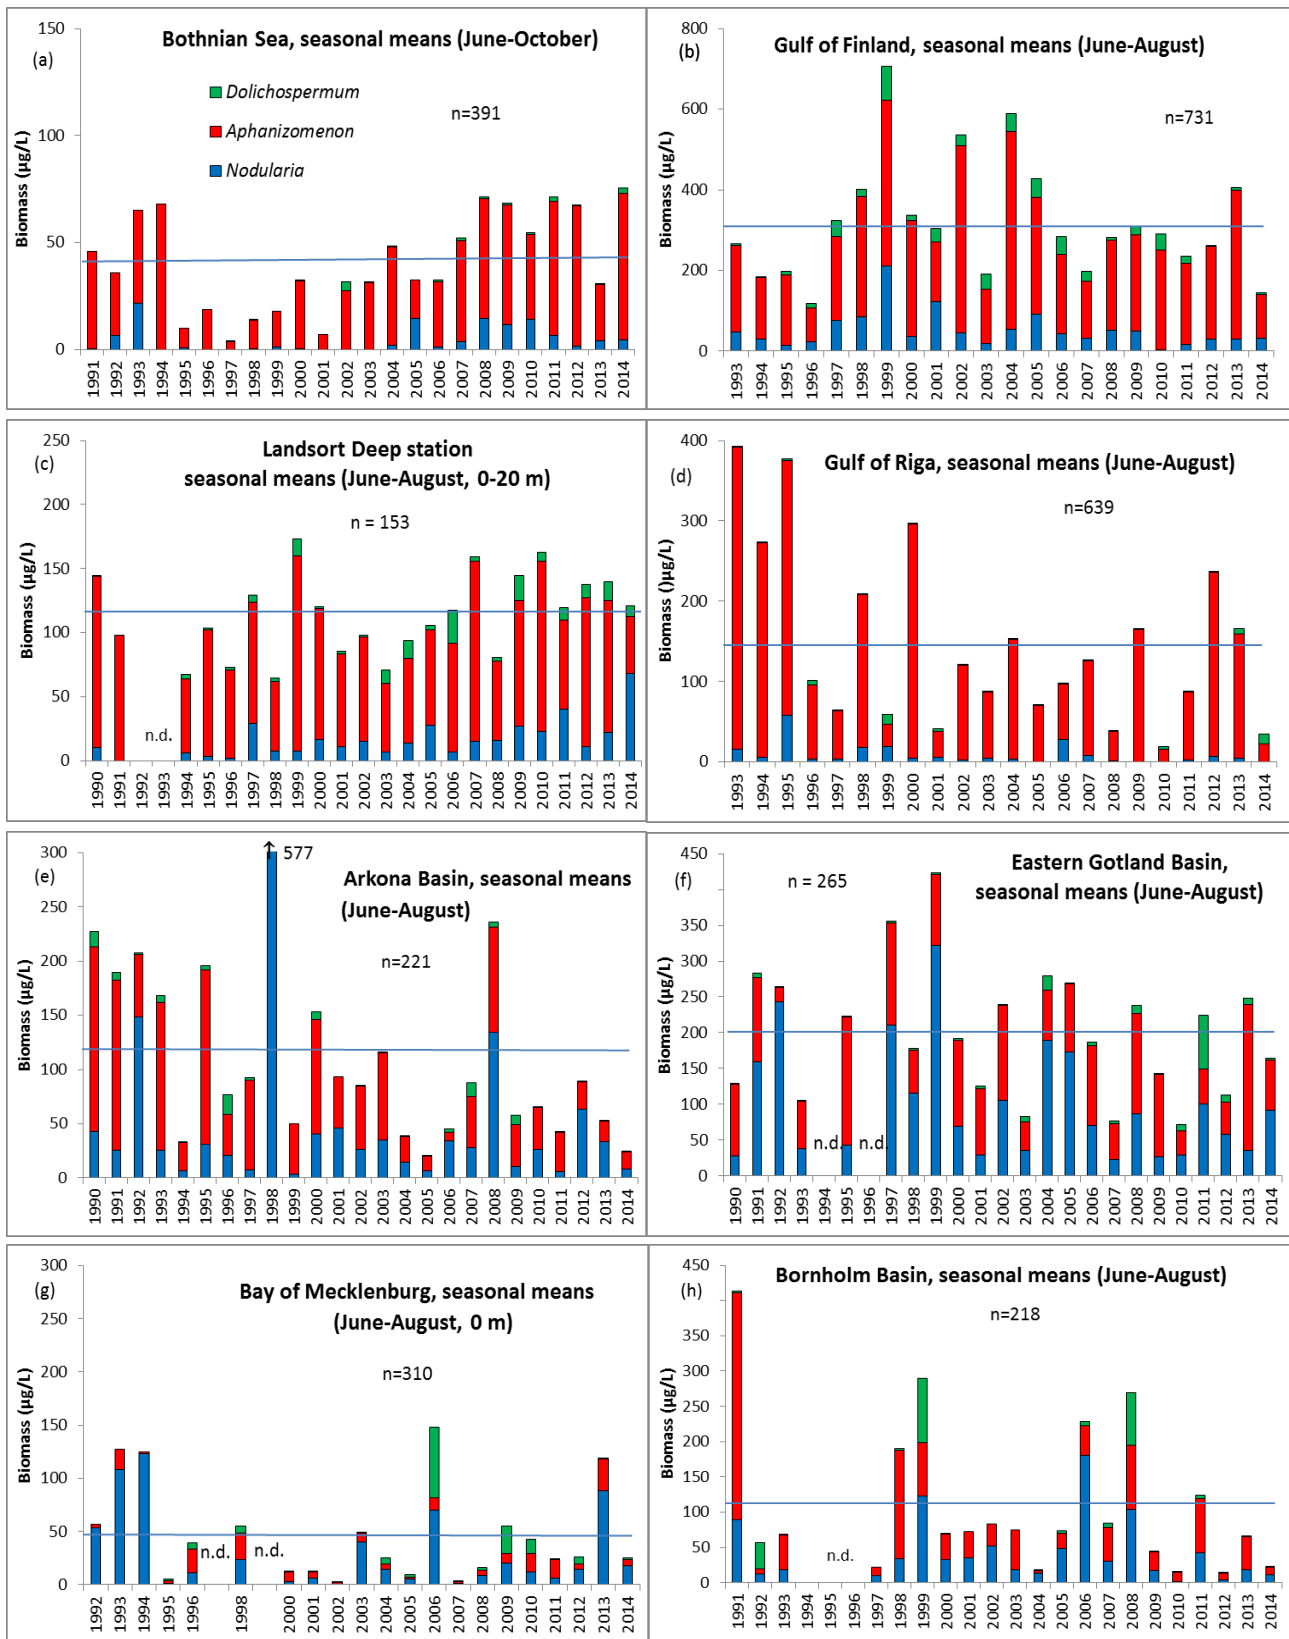 (a)
Bothnian Sea, seasonal means (June-October)
Dolichospermum
Aphanizomenon
Nodularia
n=391
Biomass (µg/L)
150
100
50
0
1991 1992 1993 1994 1995 1996 1997 1998 1999 2000 2001 2002 2003 2004 2005 2006 2007 2008 2009 2010 2011 2012 2013 2014
(b)
Gulf of Finland, seasonal means (June-August)
n=731
Biomass (µg/L)
800
600
400
200
0
1993 1994 1995 1996 1997 1998 1999 2000 2001 2002 2003 2004 2005 2006 2007 2008 2009 2010 2011 2012 2013 2014
(c)
Landsort Deep station
seasonal means (June-August, 0-20 m)
n = 153
n.d.
Biomass (µg/L)
250
200
150
100
50
0
1990 1991 1992 1993 1994 1995 1996 1997 1998 1999 2000 2001 2002 2003 2004 2005 2006 2007 2008 2009 2010 2011 2012 2013 2014
(d)
Gulf of Riga, seasonal means (June-August)
n=639
Biomass ()µg/L)
400
300
200
100
0
1993 1994 1995 1996 1997 1998 1999 2000 2001 2002 2003 2004 2005 2006 2007 2008 2009 2010 2011 2012 2013 2014
(e)
577
Arkona Basin, seasonal means
(June-August)
n=221
Biomass (µg/L)
300
250
200
150
100
50
0
1990 1991 1992 1993 1994 1995 1996 1997 1998 1999 2000 2001 2002 2003 2004 2005 2006 2007 2008 2009 2010 2011 2012 2013 2014
(f)
n = 265
Eastern Gotland Basin,
seasonal means (June-August)
n.d.
n.d.
Biomass (µg/L)
450
350
300
250
200
150
100
50
0
1990 1991 1992 1993 1994 1995 1996 1997 1998 1999 2000 2001 2002 2003 2004 2005 2006 2007 2008 2009 2010 2011 2012 2013 2014
(g)
Bay of Mecklenburg, seasonal means
(June-August, 0 m)
n=310
n.d.
n.d.
Biomass (µg/L)
300
250
200
150
100
50
0
1992 1993 1994 1995 1996 1998 2000 2001 2002 2003 2004 2005 2006 2007 2008 2009 2010 2011 2012 2013 2014
(h)
Bornholm Basin, seasonal means (June-August)
n=218
n.d.
Biomass (µg/L)
450
350
300
250
200
150
100
50
0
1991 1992 1993 1994 1995 1996 1997 1998 1999 2000 2001 2002 2003 2004 2005 2006 2007 2008 2009 2010 2011 2012 2013 2014